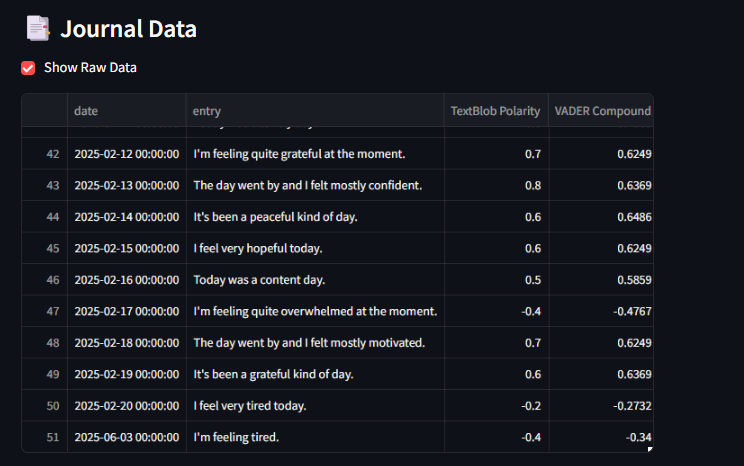 Journal Data
Show Raw Data
date entry TextBlob Polarity VADER Compound
42 2025-02-12 00:00:00 I'm feeling quite grateful at the moment. 0.7 0.6249
43 2025-02-13 00:00:00 The day went by and I felt mostly confident. 0.8 0.6369
44 2025-02-14 00:00:00 It's been a peaceful kind of day. 0.6 0.6486
45 2025-02-15 00:00:00 I feel very hopeful today. 0.6 0.6249
46 2025-02-16 00:00:00 Today was a content day. 0.5 0.5859
47 2025-02-17 00:00:00 I'm feeling quite overwhelmed at the moment. -0.4 -0.4767
48 2025-02-18 00:00:00 The day went by and I felt mostly motivated. 0.7 0.6249
49 2025-02-19 00:00:00 It's been a grateful kind of day. 0.6 0.6369
50 2025-02-20 00:00:00 I feel very tired today. -0.2 -0.2732
51 2025-06-03 00:00:00 I'm feeling tired. -0.4 -0.34